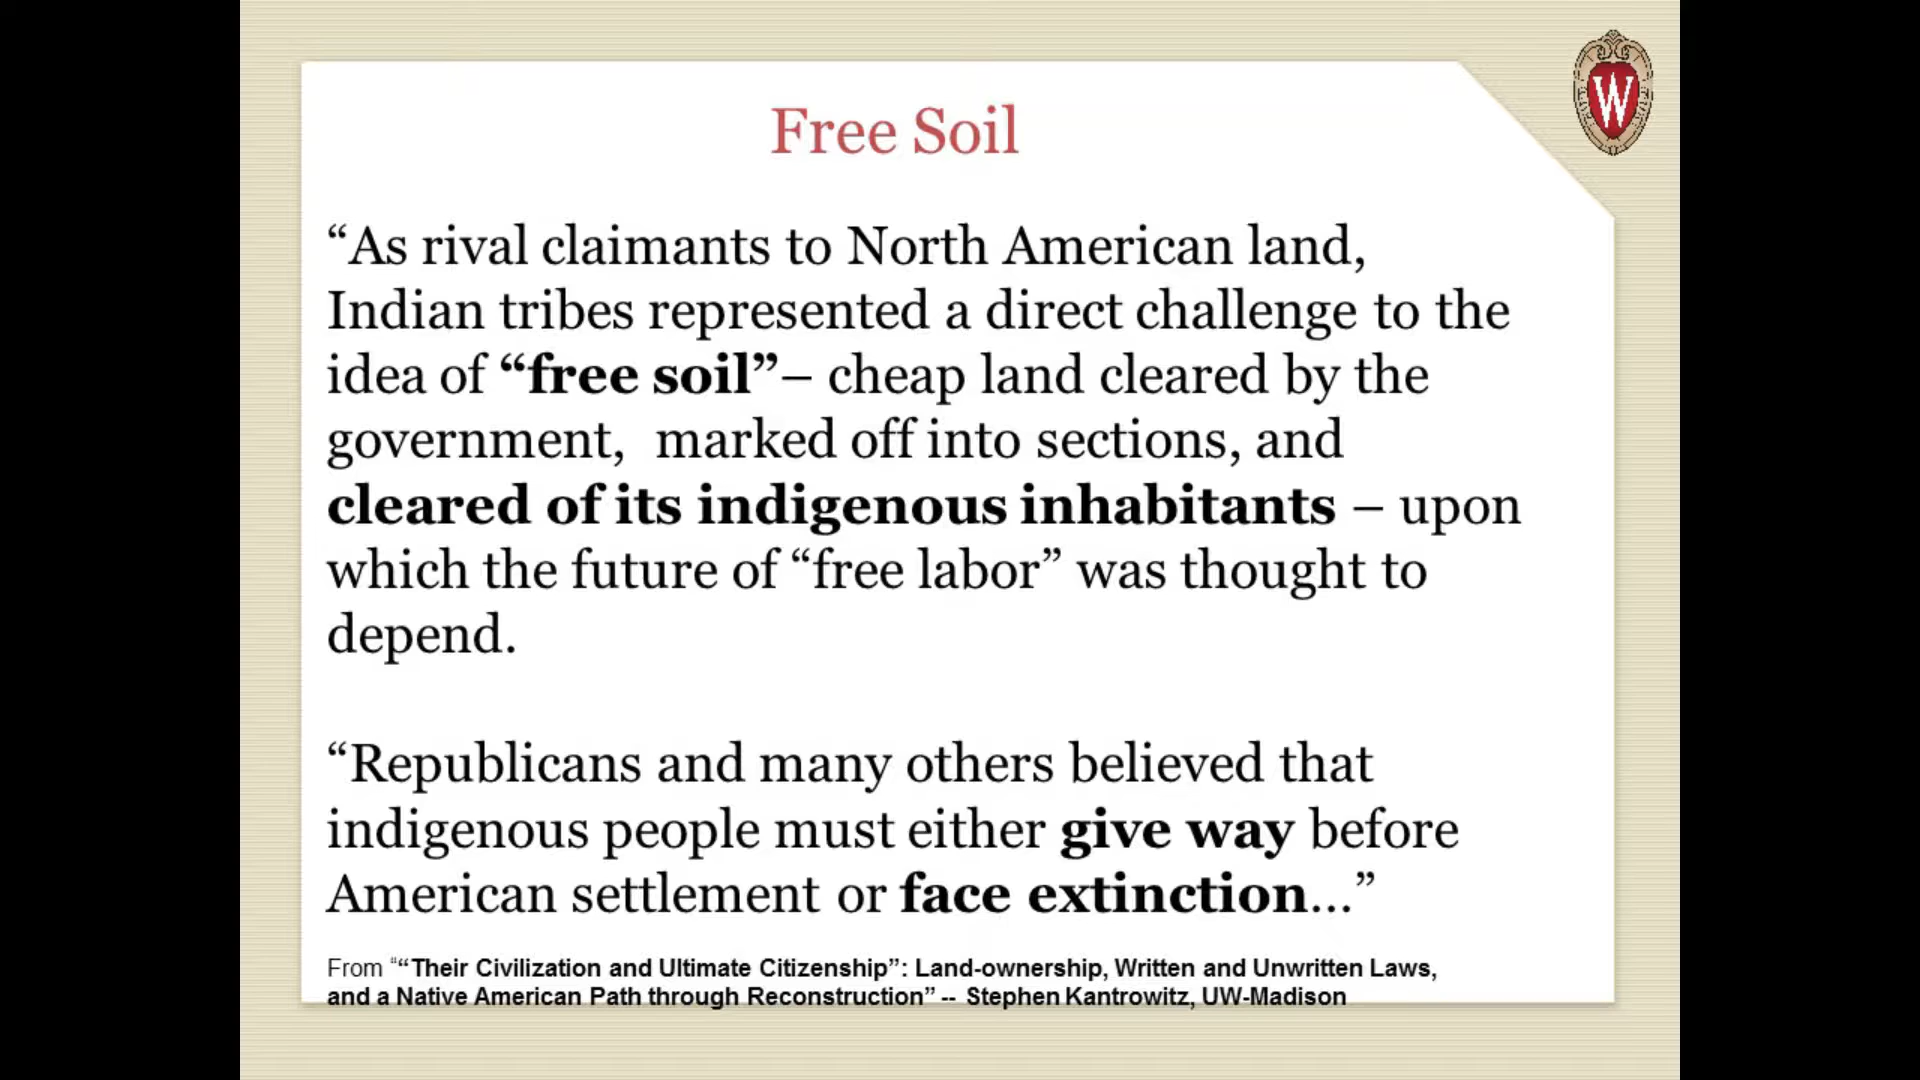 W
Free Soil
“As rival claimants to North American land,
Indian tribes represented a direct challenge to the
idea of “free soil”– cheap land cleared by the
government,  marked off into sections, and
cleared of its indigenous inhabitants – upon
which the future of “free labor” was thought to
depend.
“Republicans and many others believed that
indigenous people must either give way before
American settlement or face extinction...”
From “““Their Civilization and Ultimate Citizenship”: Land-ownership, Written and Unwritten Laws,
and a Native American Path through Reconstruction” -- Stephen Kantrowitz, UW-Madison